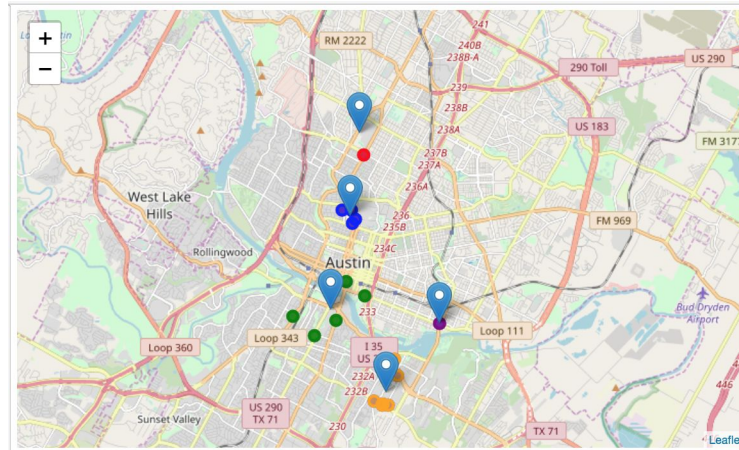 241
RM 2222
240B
238B-A
290 Toll
US 290
239
238B
US 183
238A
FM 3177
237B
237A
236A
West Lake
Hills
236
235B
FM 969
234C
Rollingwood
Austin
Bud Dryden
Airport
233
Loop 111
Loop 343
Loop 360
I 35
US
232A
446
232B
US 290
TX 71
Sunset Valley
230
TX 71
+
−